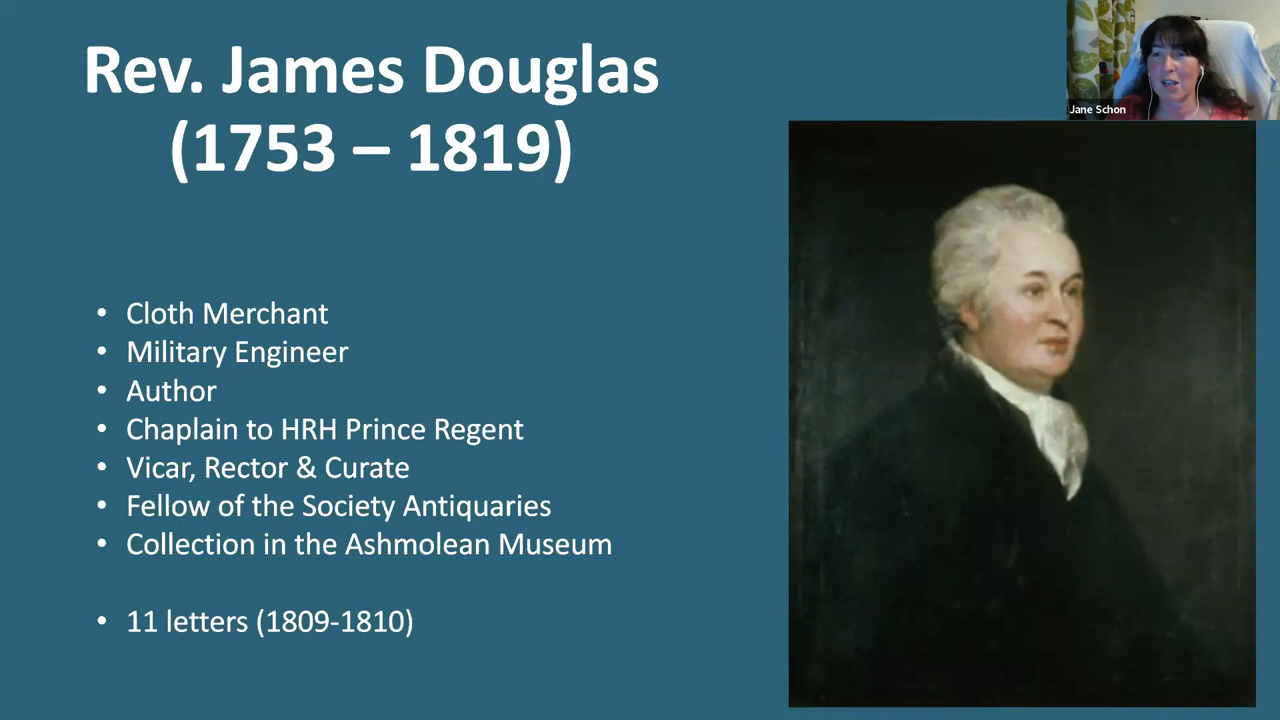 Rev. James Douglas
(1753 – 1819)
Jane Schon
• Cloth Merchant
• Military Engineer
• Author
• Chaplain to HRH Prince Regent
• Vicar, Rector & Curate
• Fellow of the Society Antiquaries
• Collection in the Ashmolean Museum
• 11 letters (1809-1810)